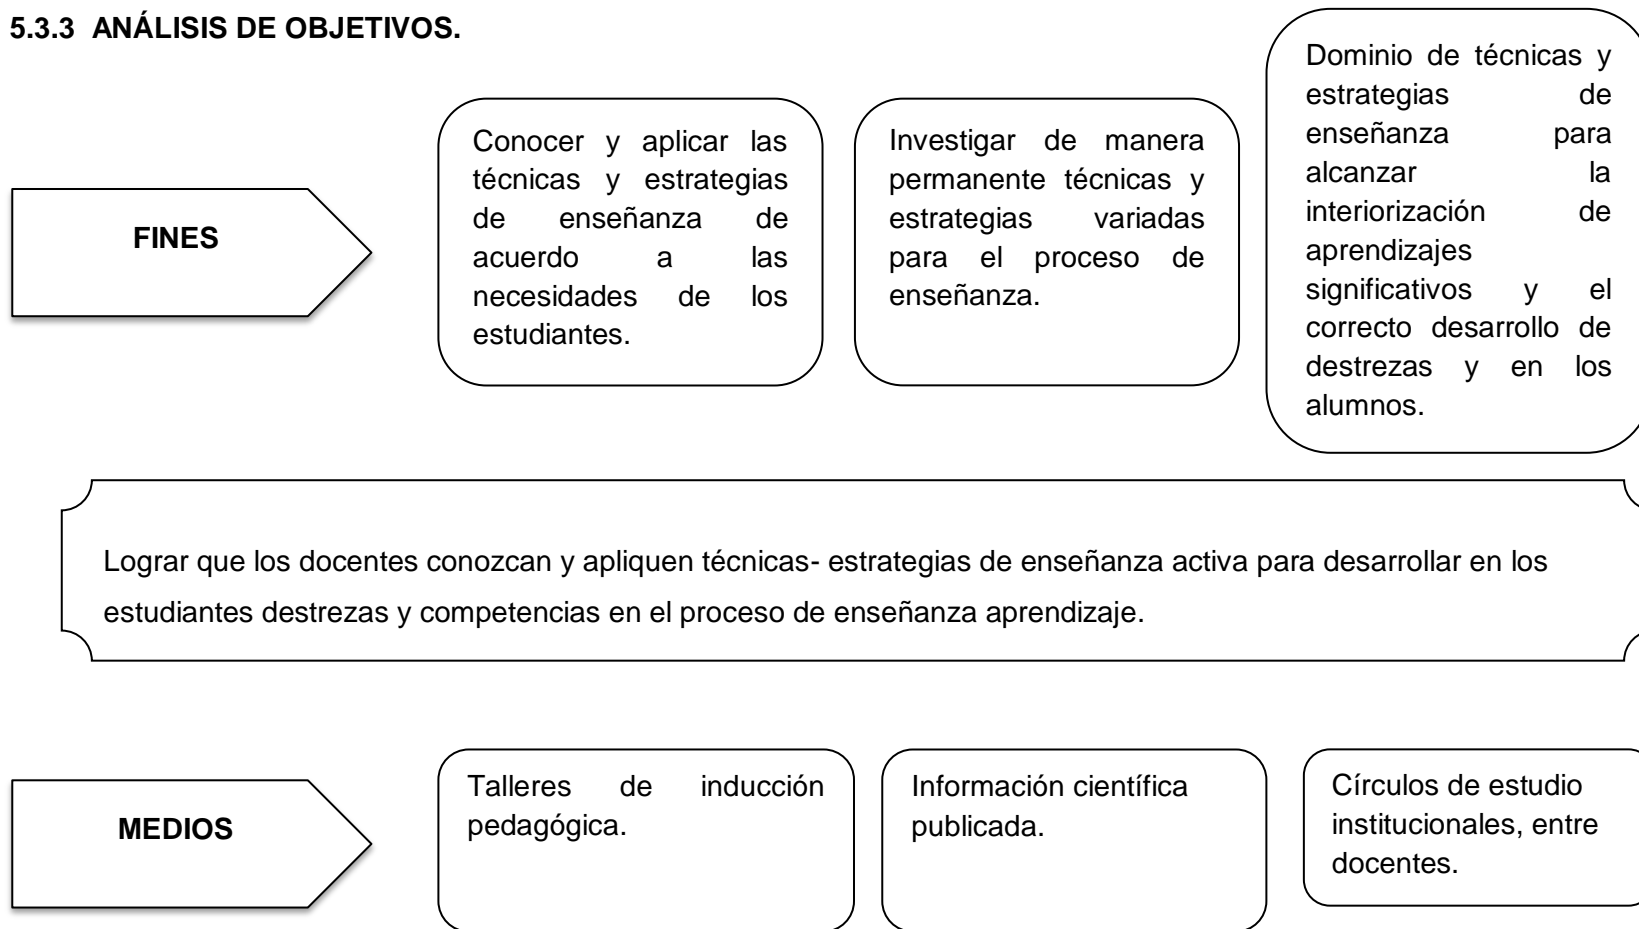 5.3.3 ANÁLISIS DE OBJETIVOS.
FINES
Conocer y aplicar las
técnicas y estrategias
de enseñanza de
acuerdo a las
necesidades de los
estudiantes.
Investigar de manera
permanente técnicas y
estrategias variadas
para el proceso de
enseñanza.
Dominio de técnicas y
estrategias de
enseñanza para
alcanzar la
interiorización de
aprendizajes
significativos y el
correcto desarrollo de
destrezas y en los
alumnos.
Lograr que los docentes conozcan y apliquen técnicas- estrategias de enseñanza activa para desarrollar en los
estudiantes destrezas y competencias en el proceso de enseñanza aprendizaje.
MEDIOS
Talleres de inducción
pedagógica.
Información científica
publicada.
Círculos de estudio
institucionales, entre
docentes.